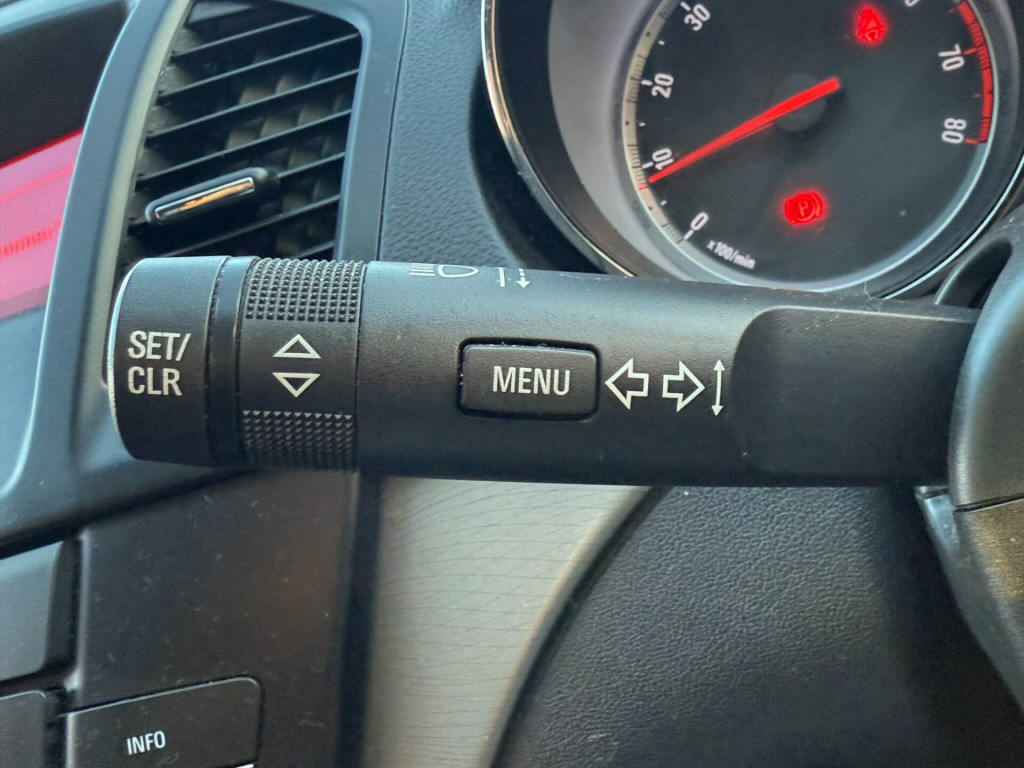 30
20
10
0
x100/min
70
80
P
SET/
CLR
MENU
INFO